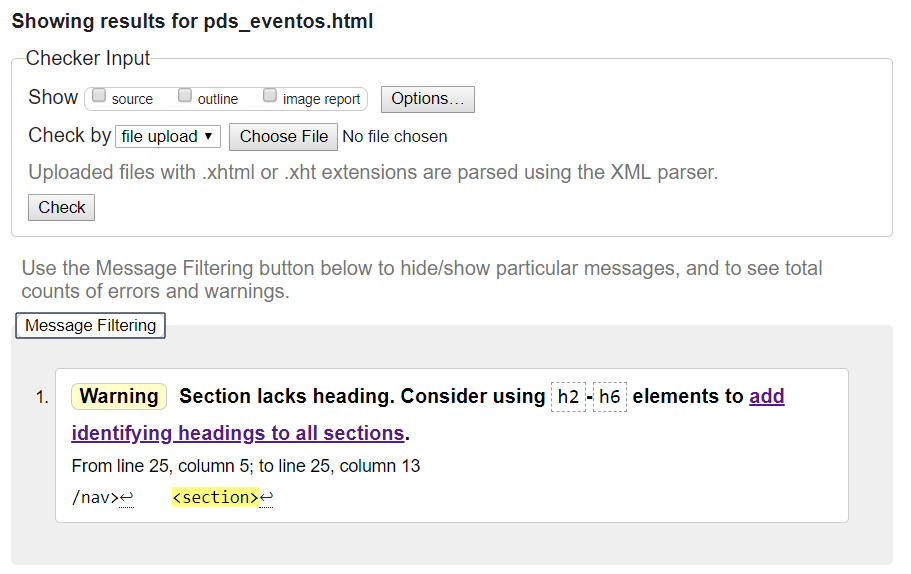 Showing results for pds_eventos.html
Checker Input
Show source outline image report Options...
Check by file upload ▼ Choose File No file chosen
Uploaded files with .xhtml or .xht extensions are parsed using the XML parser.
Check
Use the Message Filtering button below to hide/show particular messages, and to see total
counts of errors and warnings.
Message Filtering
1. Warning Section lacks heading. Consider using h2-h6 elements to add
identifying headings to all sections.
From line 25, column 5; to line 25, column 13
/nav>↩ <section>↩